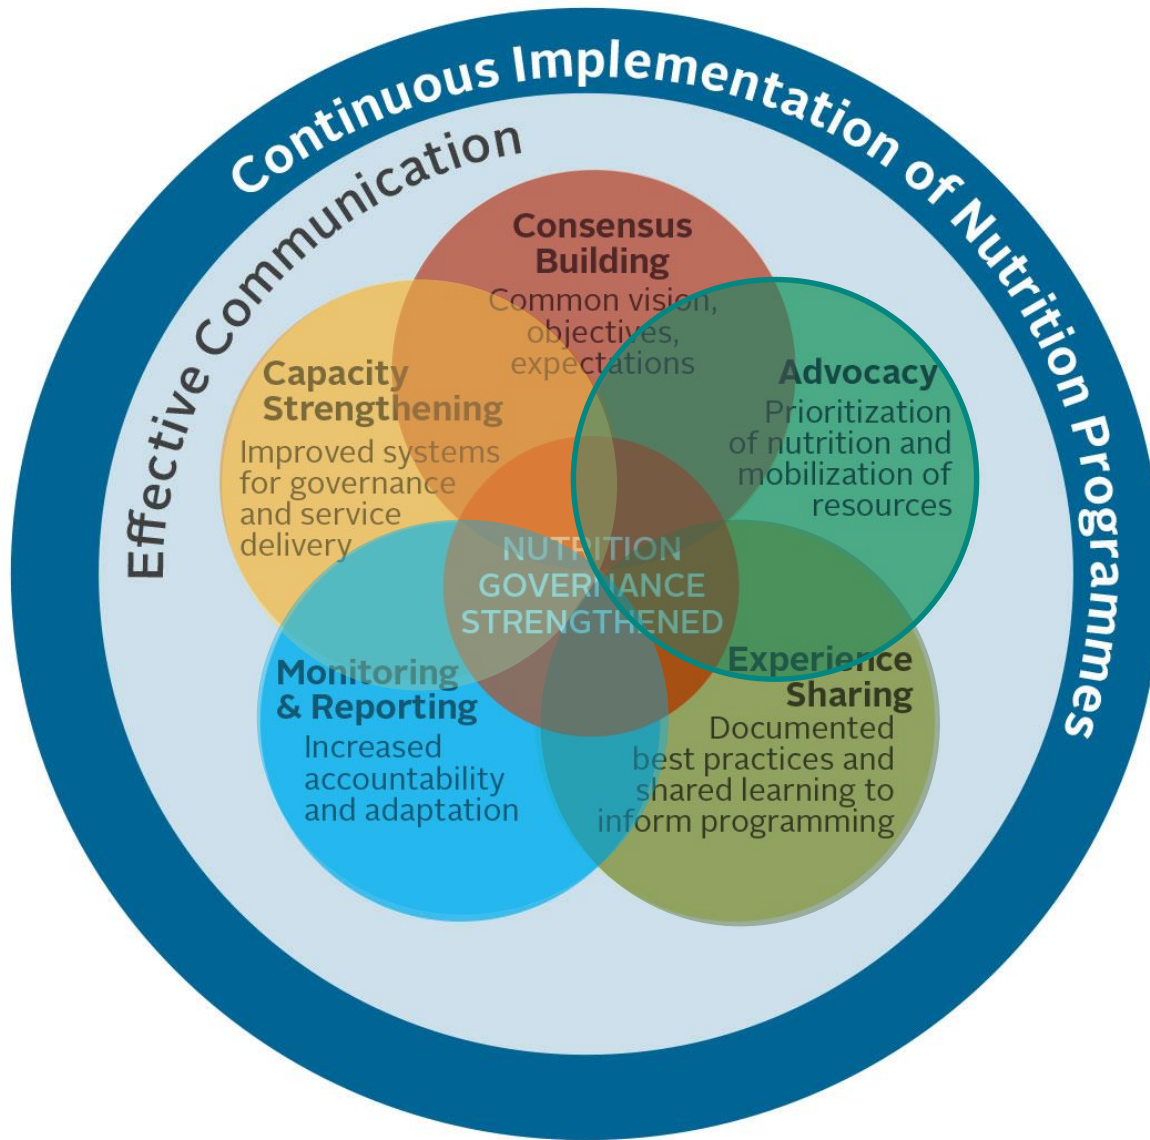 Continuous Implementation of Nutrition Programmes
Effective Communication
Consensus
Building
Common vision,
objectives,
expectations
Capacity
Strengthening
Improved systems
for governance
and service
delivery
Advocacy
Prioritization
of nutrition and
mobilization of
resources
NUTRITION
GOVERNANCE
STRENGTHENED
Monitoring
& Reporting
Increased
accountability
and adaptation
Experience
Sharing
Documented
best practices and
shared learning to
inform programming